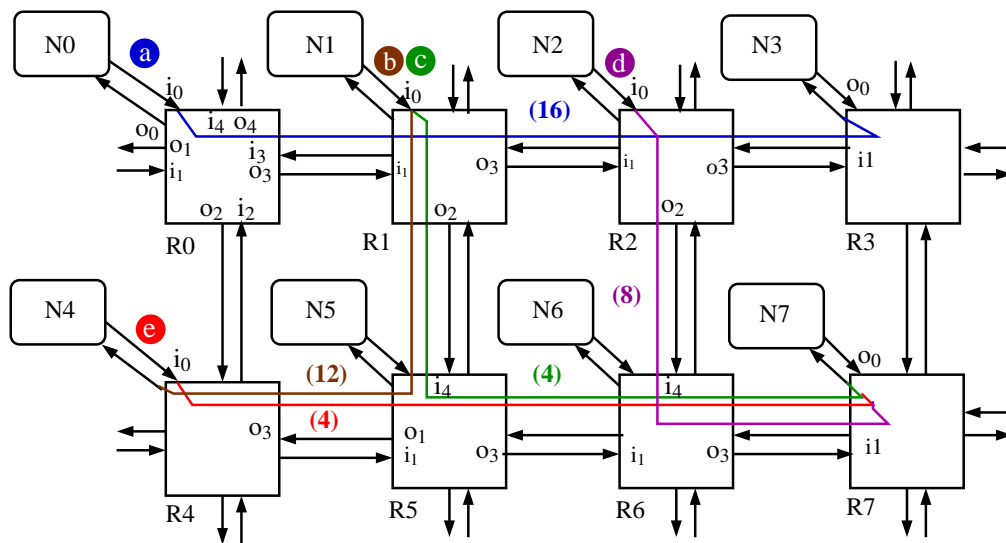 N0 a N1 b c N2 d N3
i0 i0 i0 o0
i4 o4 (16)
o0 o1 i3 i1 o3 i1 o3 i1
i1 o3
o2 i2 o2 o2
R0 R1 R2 R3
N4 e N5 N6 (8) N7
i0 (12) (4) o0
i4 i4
(4)
o3 o1 i1 o3 i1 o3 i1
R4 R5 R6 R7